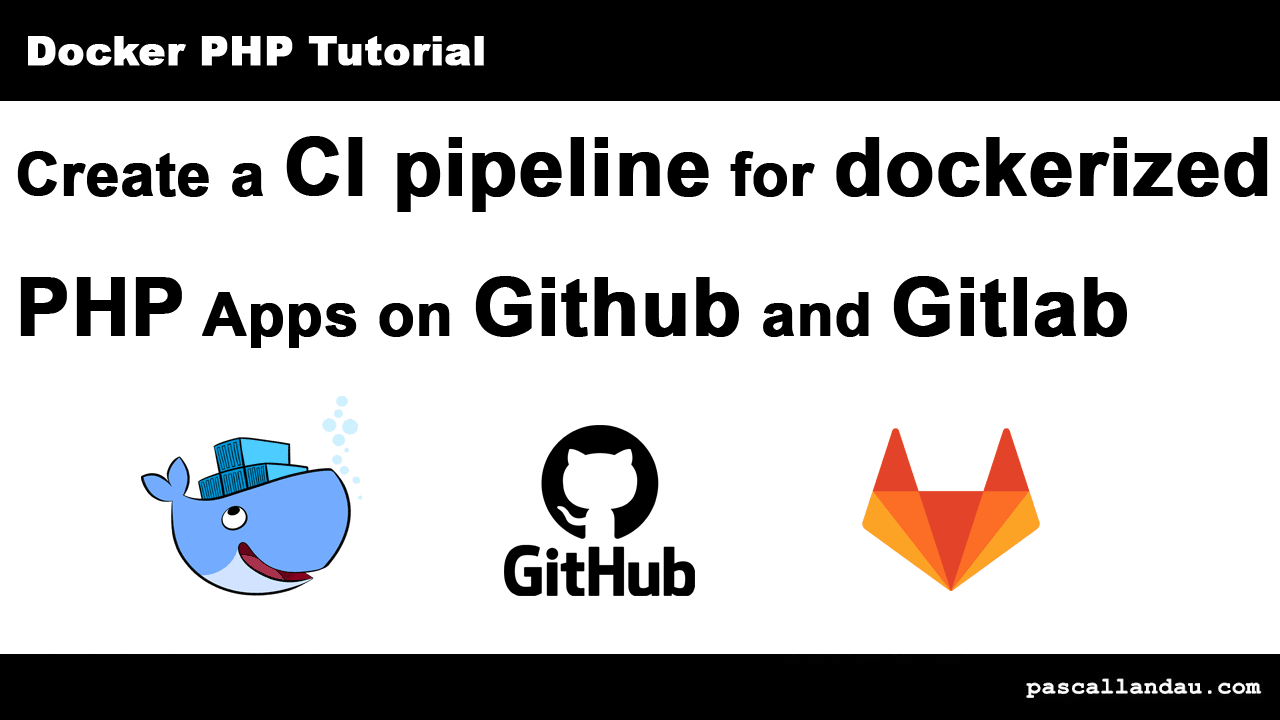 Docker PHP Tutorial
Create a CI pipeline for dockerized
PHP Apps on Github and Gitlab
GitHub
pascallandau.com